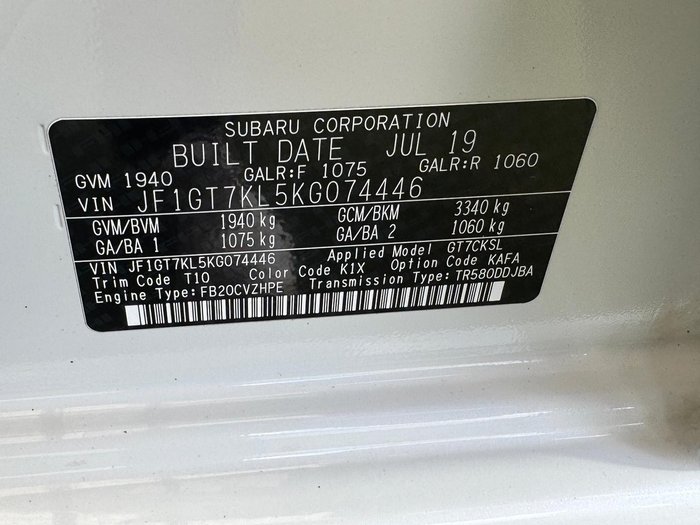 SUBARU CORPORATION
BUILT DATE JUL 19
GVM 1940 GALR:F 1075 GALR:R 1060
VIN JF1GT7KL5KG074446
GVM/BVM 1940 kg GCM/BKM 3340 kg
GA/BA 1 1075 kg GA/BA 2 1060 kg
VIN JF1GT7KL5KG074446 Applied Model GT7CKSL
Trim Code T10 Color Code K1X Option Code KAFA
Engine Type:FB20CVZHPE Transmission Type:TR580DDJBA